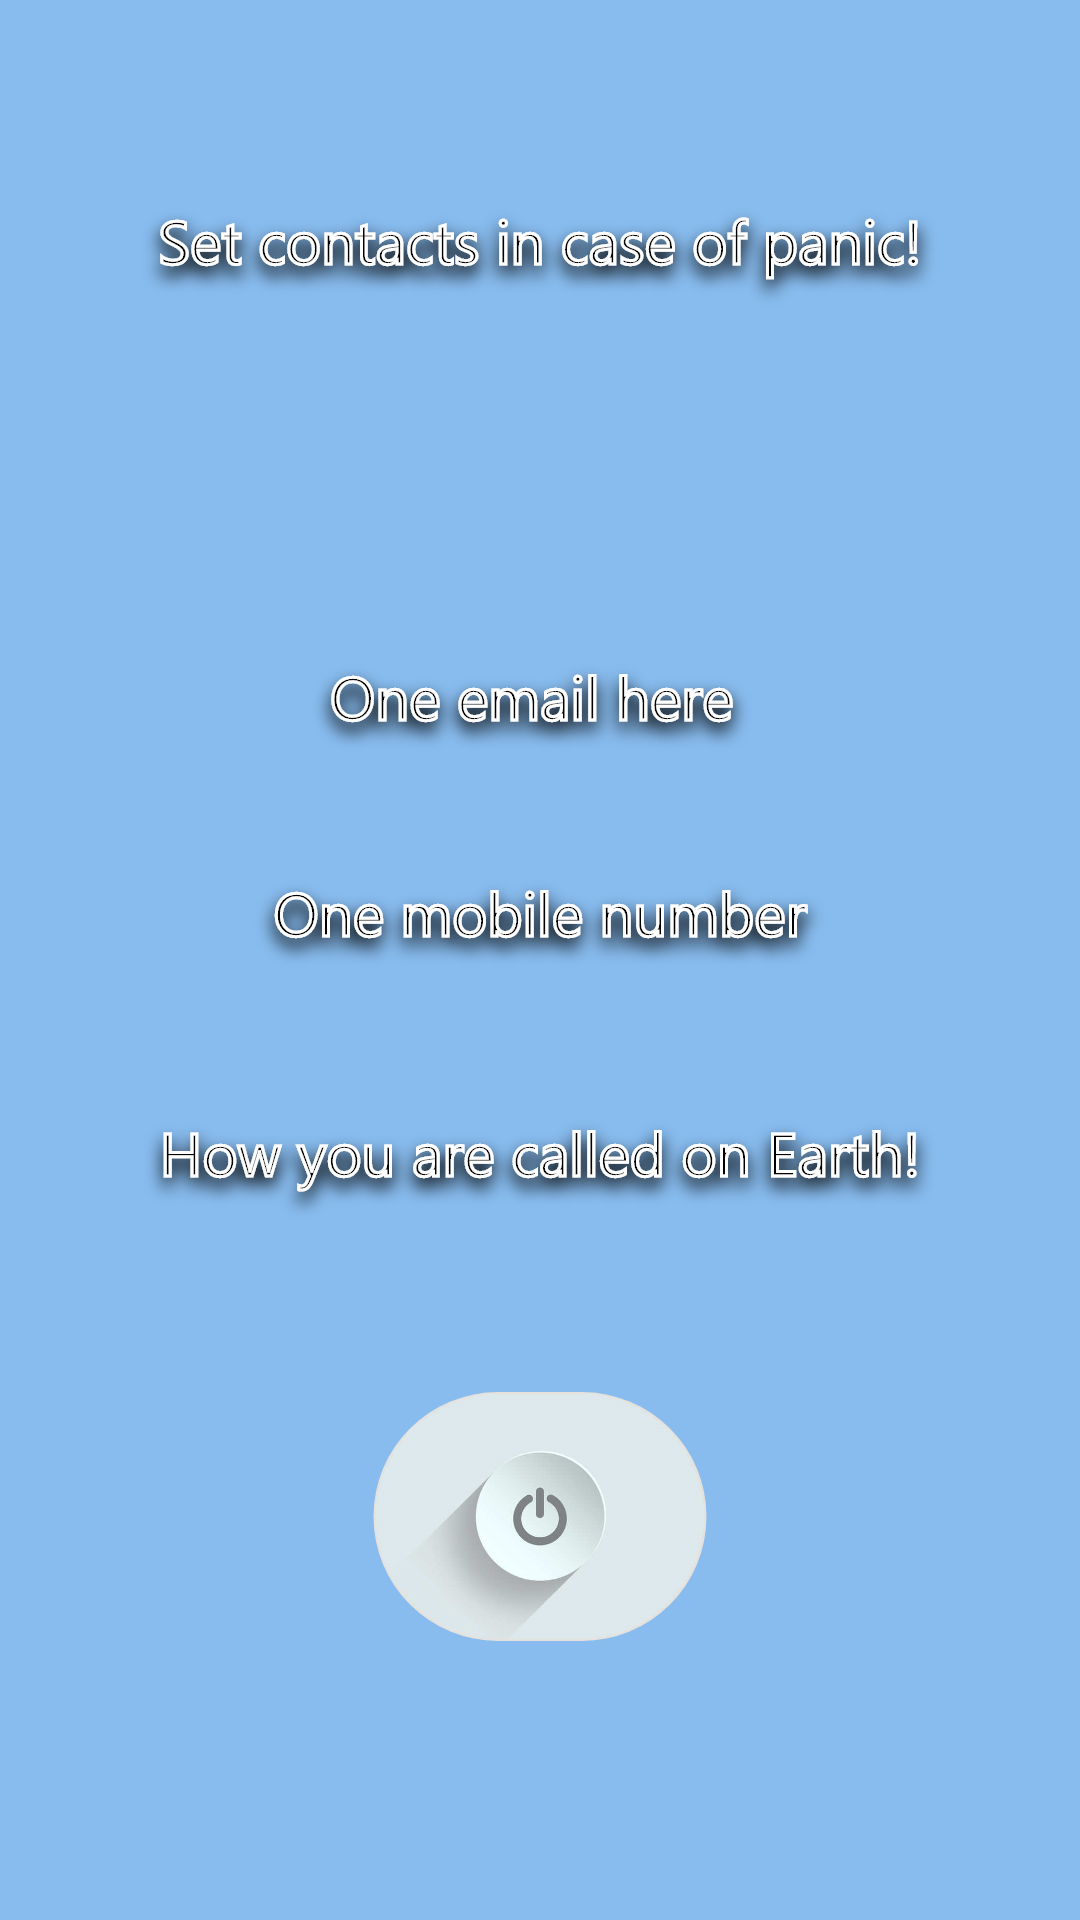 Set contacts in case of panic!
One email here
One mobile number
How you are called on Earth!